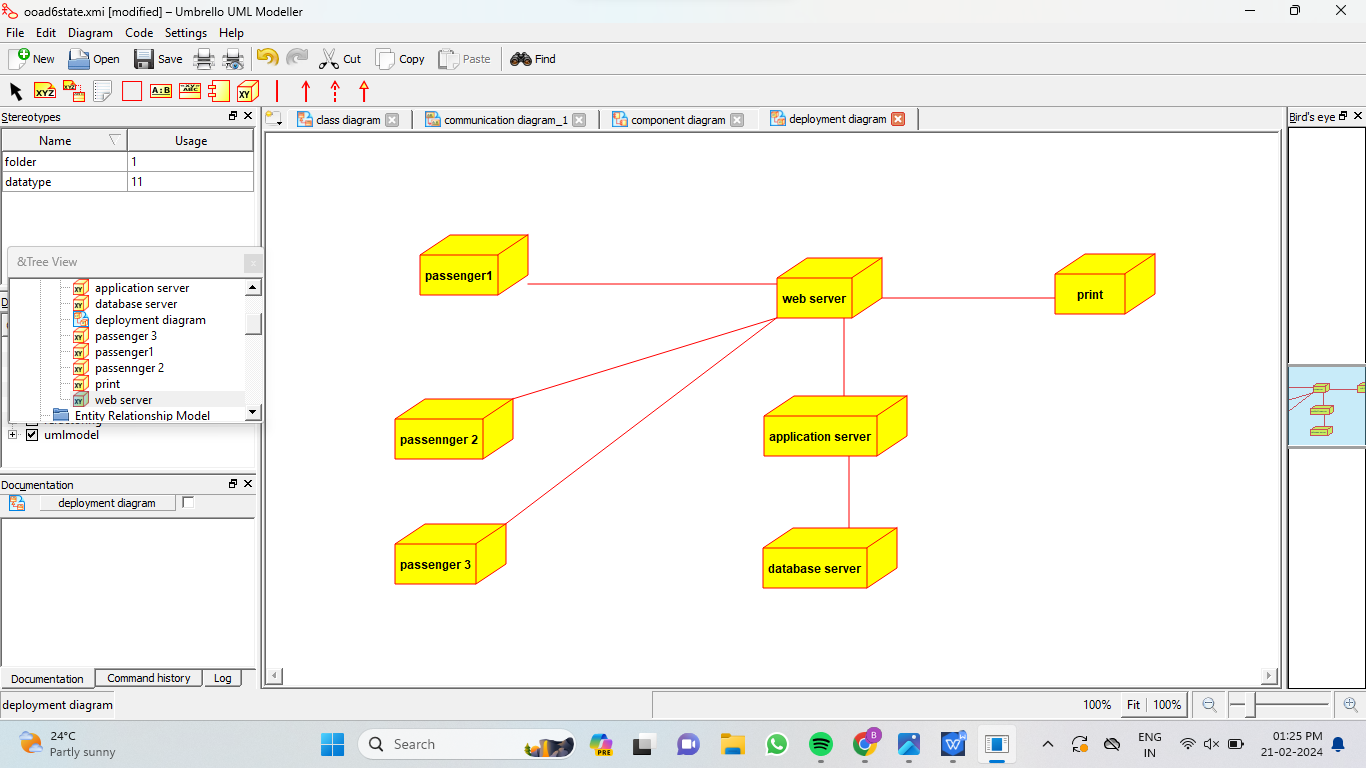 ooad6state.xmi [modified] – Umbrello UML Modeller
File Edit Diagram Code Settings Help
New Open Save Cut Copy Paste Find
Stereotypes
Name Usage
folder 1
datatype 11
&Tree View
application server
database server
deployment diagram
passenger 3
passenger1
passennger 2
print
web server
Entity Relationship Model
umlmodel
Documentation
deployment diagram
Documentation Command history Log
class diagram communication diagram_1 component diagram deployment diagram
passenger1
web server
print
passennger 2
application server
passenger 3
database server
Bird's eye
deployment diagram
100% Fit 100%
24°C
Partly sunny
Search
PRE
B
ENG
IN
01:25 PM
21-02-2024